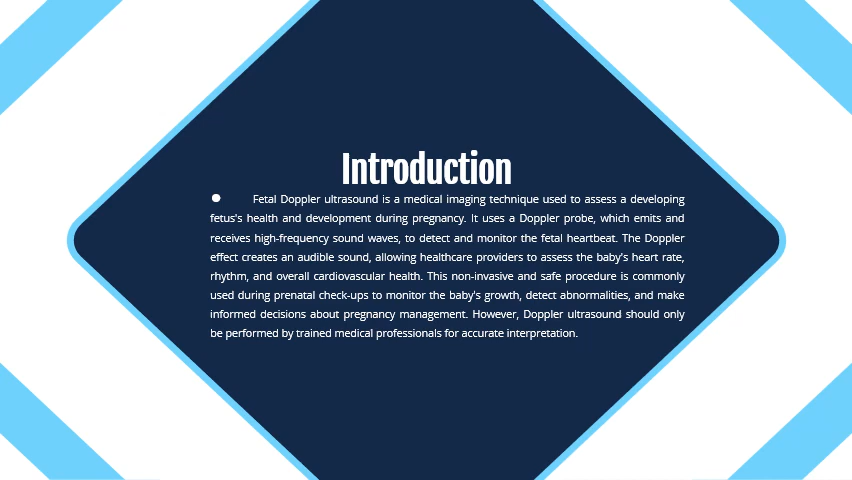 Introduction
● Fetal Doppler ultrasound is a medical imaging technique used to assess a developing
fetus's health and development during pregnancy. It uses a Doppler probe, which emits and
receives high-frequency sound waves, to detect and monitor the fetal heartbeat. The Doppler
effect creates an audible sound, allowing healthcare providers to assess the baby's heart rate,
rhythm, and overall cardiovascular health. This non-invasive and safe procedure is commonly
used during prenatal check-ups to monitor the baby's growth, detect abnormalities, and make
informed decisions about pregnancy management. However, Doppler ultrasound should only
be performed by trained medical professionals for accurate interpretation.